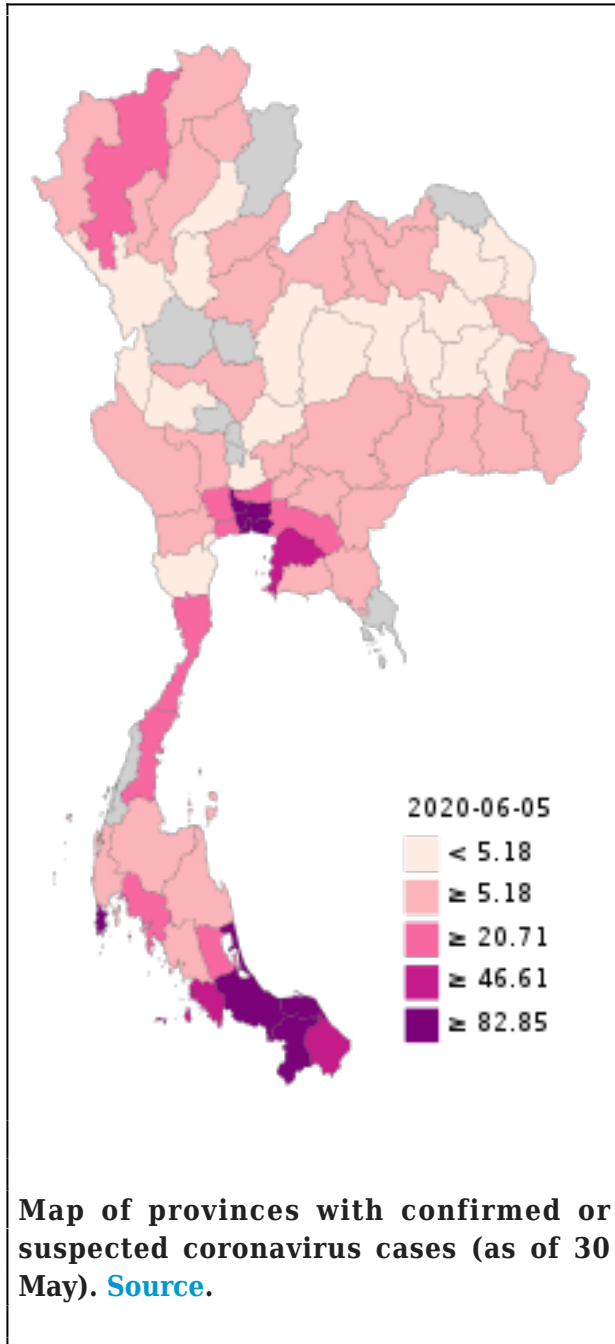 2020-06-05
< 5.18
≥ 5.18
≥ 20.71
≥ 46.61
≥ 82.85
Map of provinces with confirmed or
suspected coronavirus cases (as of 30
May). Source.